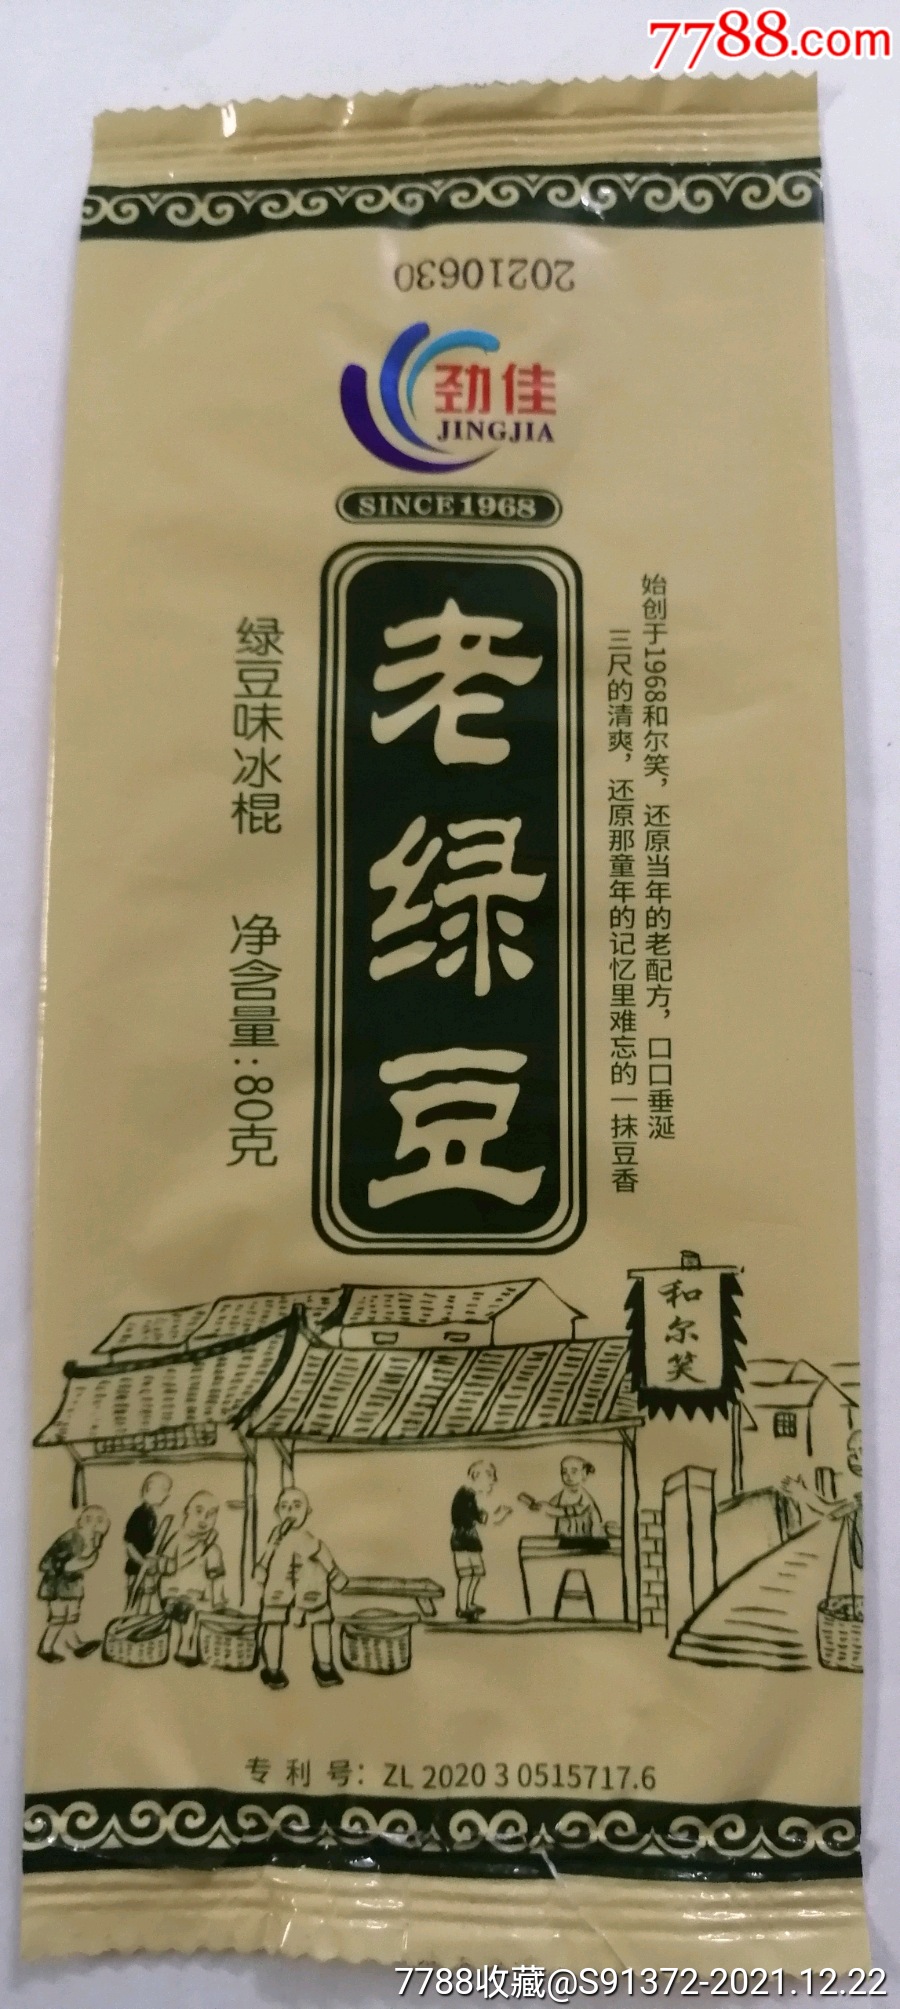 7788.com
20210630
劲佳
JINGJIA
SINCE1968
老绿豆
始创于1968和尔笑，还原当年的老配方，口口垂涎
三尺的清爽，还原那童年的记忆里难忘的一抹豆香
绿豆味冰棍 净含量:80克
和尔笑
专利号：ZL 2020 3 0515717.6
7788收藏@S91372-2021.12.22